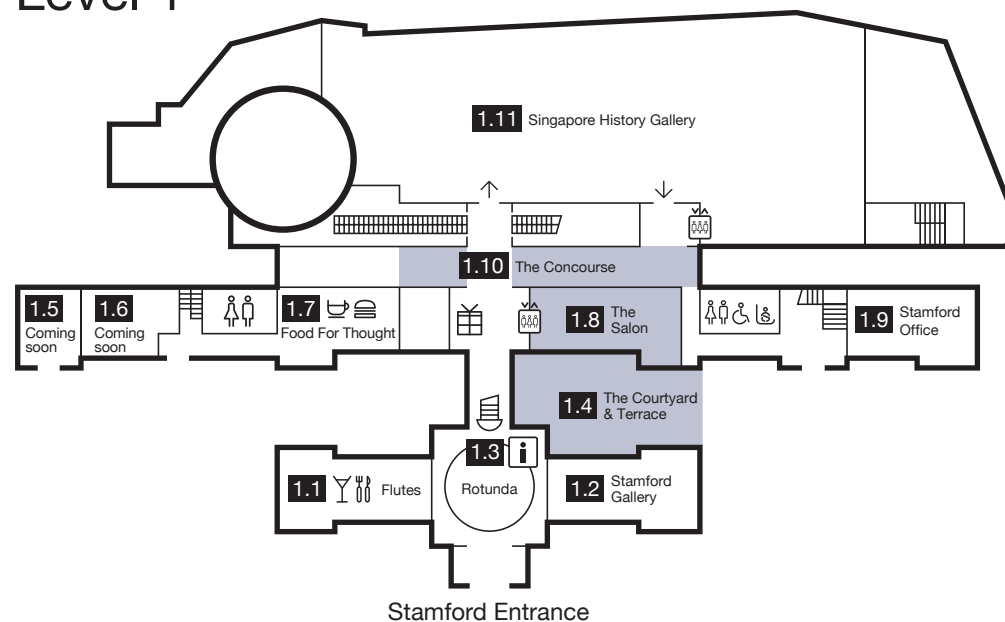 Level 1
1.11 Singapore History Gallery
1.10 The Concourse
1.5
Coming
soon
1.6
Coming
soon
1.7
Food For Thought
1.8 The
Salon
1.9 Stamford
Office
1.4 The Courtyard
& Terrace
1.3 i
1.1 Flutes
Rotunda
1.2 Stamford
Gallery
Stamford Entrance